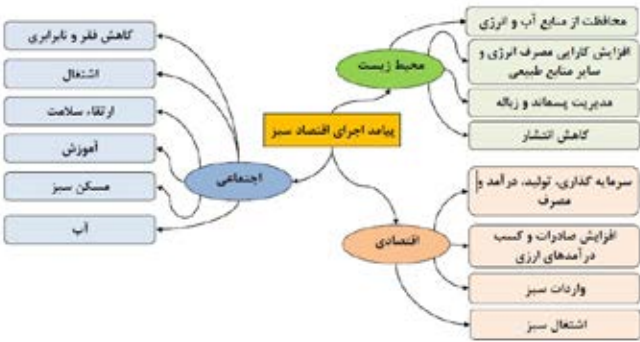 محافظت از منابع آب و انرژی
افزایش کارایی مصرف انرژی و
سایر منابع طبیعی
مدیریت پسماند و زباله
کاهش انتشار
محیط زیست
پیامد اجرای اقتصاد سبز
کاهش فقر و نابرابری
اشتغال
ارتقاء سلامت
آموزش
مسکن سبز
آب
اجتماعی
اقتصادی
سرمایه گذاری، تولید، درآمد و
مصرف
افزایش صادرات و کسب
درآمدهای ارزی
واردات سبز
اشتغال سبز